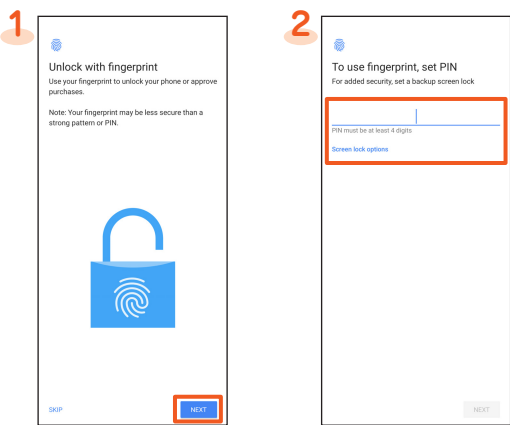 1
Unlock with fingerprint
Use your fingerprint to unlock your phone or approve
purchases.
Note: Your fingerprint may be less secure than a
strong pattern or PIN.
SKIP
NEXT
2
To use fingerprint, set PIN
For added security, set a backup screen lock
PIN must be at least 4 digits
Screen lock options
NEXT